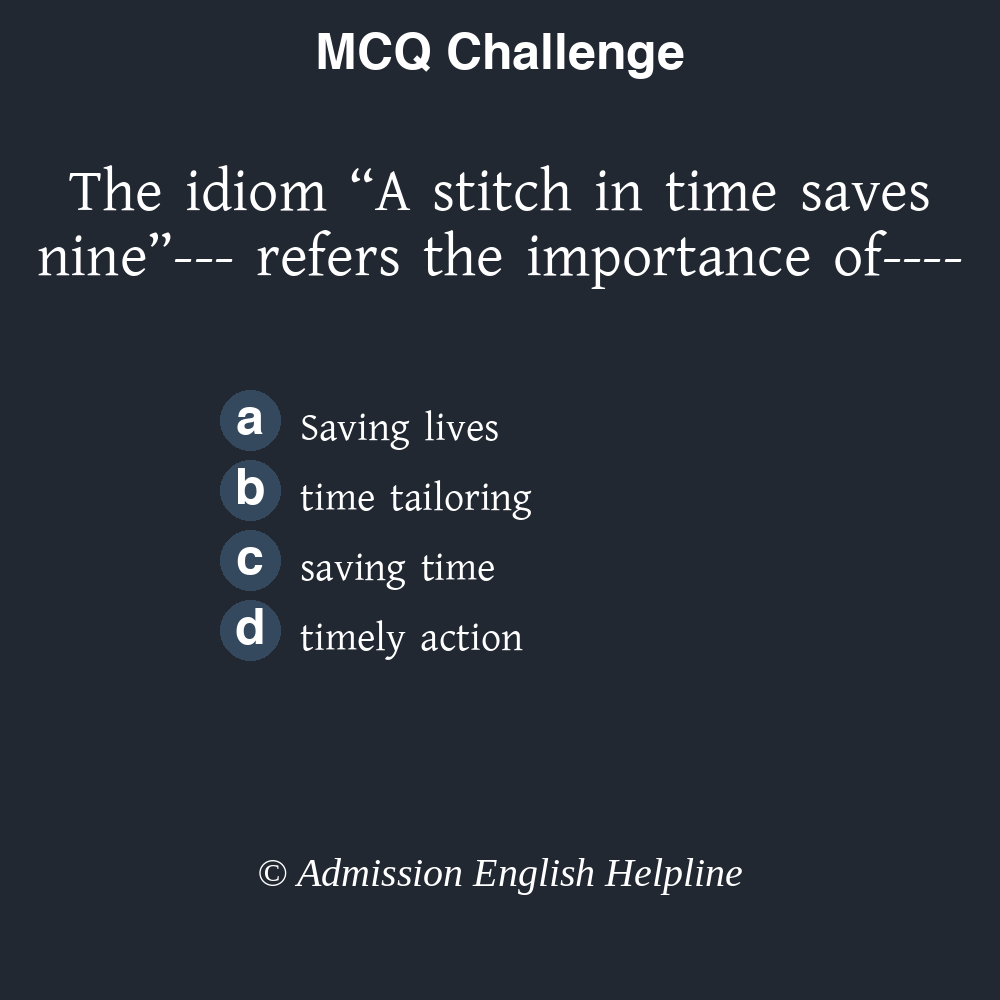 MCQ Challenge
The idiom “A stitch in time saves
nine”--- refers the importance of----
a Saving lives
b time tailoring
c saving time
d timely action
© Admission English Helpline